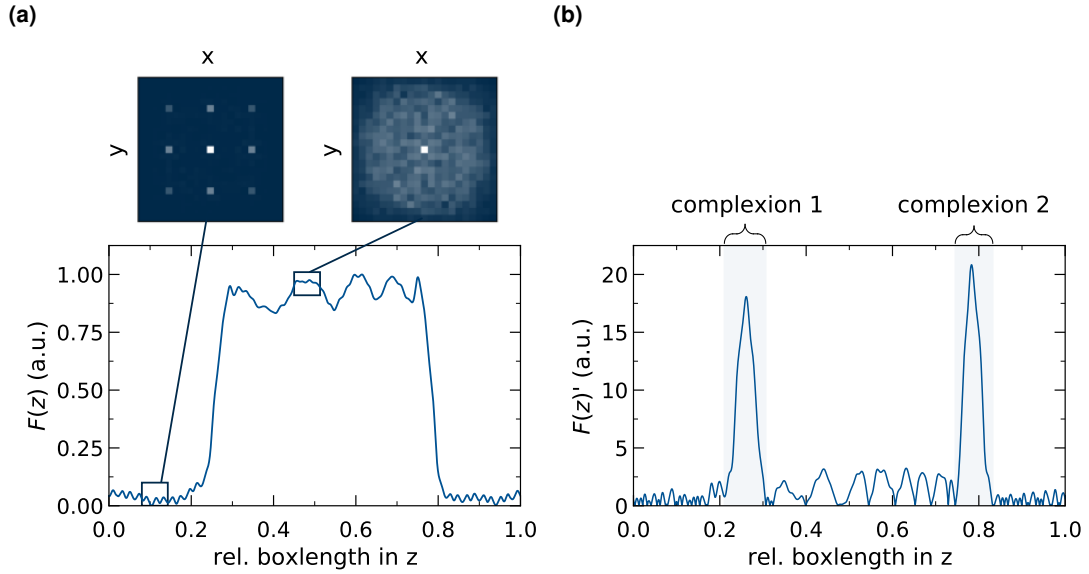 (a)
(b)
x
x
y
y
complexion 1
complexion 2
1.00
0.75
0.50
0.25
0.00
F(z) (a.u.)
0.0 0.2 0.4 0.6 0.8 1.0
rel. boxlength in z
20
15
10
5
0
F(z)' (a.u.)
0.0 0.2 0.4 0.6 0.8 1.0
rel. boxlength in z